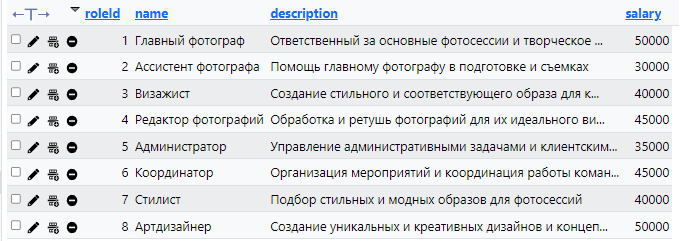 ←T→ roleId name description salary
1 Главный фотограф Ответственный за основные фотосессии и творческое ... 50000
2 Ассистент фотографа Помощь главному фотографу в подготовке и съемках 30000
3 Визажист Создание стильного и соответствующего образа для к... 40000
4 Редактор фотографий Обработка и ретушь фотографий для их идеального ви... 45000
5 Администратор Управление административными задачами и клиентским... 35000
6 Координатор Организация мероприятий и координация работы коман... 45000
7 Стилист Подбор стильных и модных образов для фотосессий 40000
8 Артдизайнер Создание уникальных и креативных дизайнов и концеп... 50000